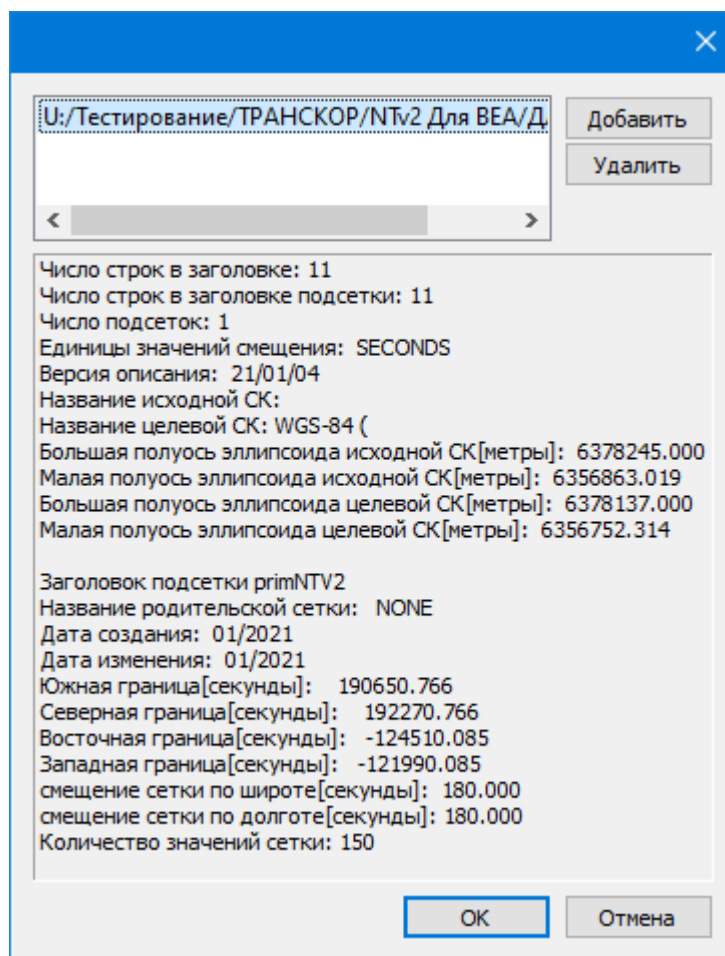 U:/Тестирование/ТРАНСКОР/NTv2 Для BEA/Д
Добавить
Удалить
Число строк в заголовке: 11
Число строк в заголовке подсетки: 11
Число подсеток: 1
Единицы значений смещения: SECONDS
Версия описания: 21/01/04
Название исходной СК:
Название целевой СК: WGS-84 (
Большая полуось эллипсоида исходной СК[метры]: 6378245.000
Малая полуось эллипсоида исходной СК[метры]: 6356863.019
Большая полуось эллипсоида целевой СК[метры]: 6378137.000
Малая полуось эллипсоида целевой СК[метры]: 6356752.314
Заголовок подсетки primNTV2
Название родительской сетки: NONE
Дата создания: 01/2021
Дата изменения: 01/2021
Южная граница[секунды]: 190650.766
Северная граница[секунды]: 192270.766
Восточная граница[секунды]: -124510.085
Западная граница[секунды]: -121990.085
смещение сетки по широте[секунды]: 180.000
смещение сетки по долготе[секунды]: 180.000
Количество значений сетки: 150
ОК
Отмена